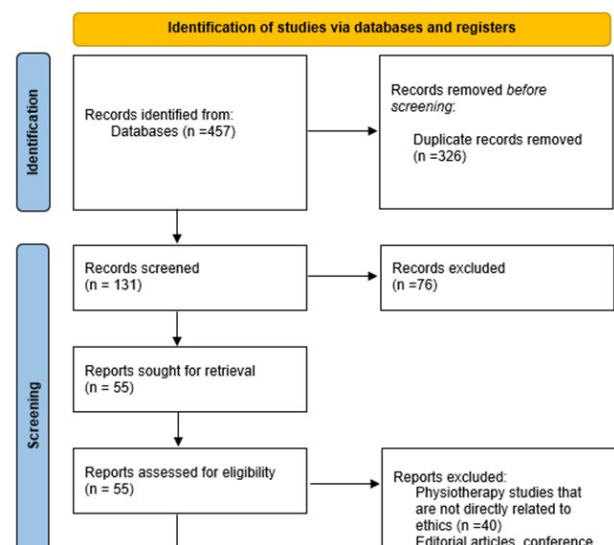 Identification of studies via databases and registers
Identification
Records identified from:
Databases (n =457)
Records removed before
screening:
Duplicate records removed
(n =326)
Screening
Records screened
(n = 131)
Records excluded
(n =76)
Reports sought for retrieval
(n = 55)
Reports assessed for eligibility
(n = 55)
Reports excluded:
Physiotherapy studies that
are not directly related to
ethics (n =40)
Editorial articles, conference